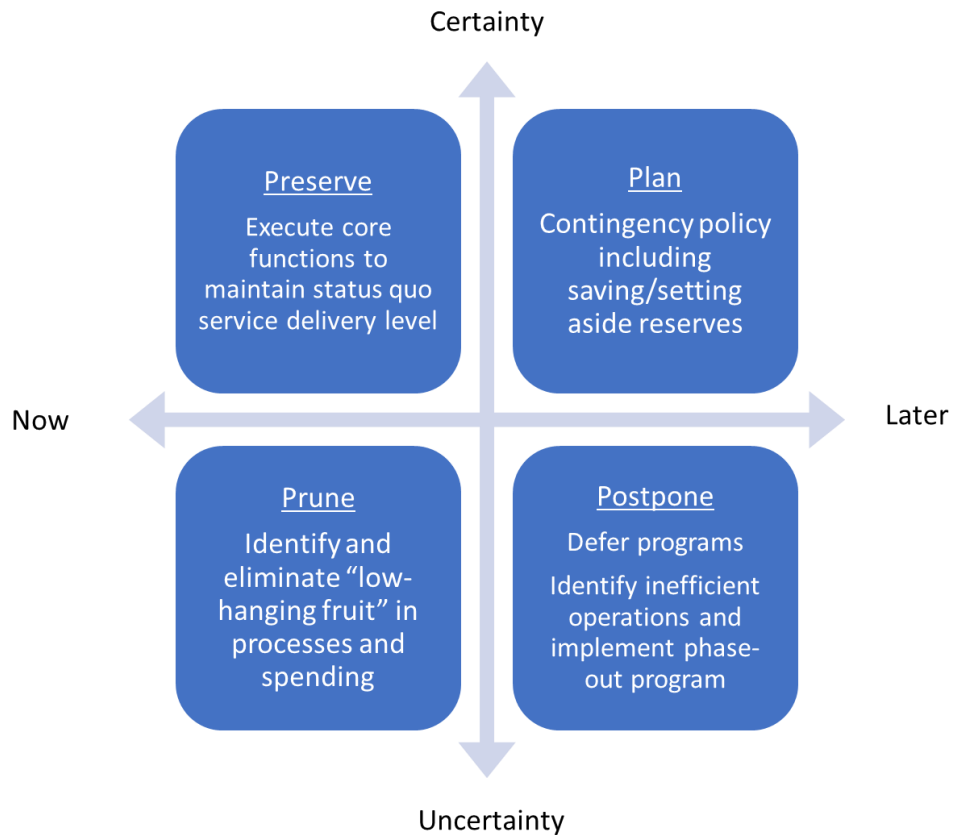 Certainty
Preserve
Execute core
functions to
maintain status quo
service delivery level
Plan
Contingency policy
including
saving/setting
aside reserves
Now
Later
Prune
Identify and
eliminate “low-
hanging fruit” in
processes and
spending
Postpone
Defer programs
Identify inefficient
operations and
implement phase-
out program
Uncertainty